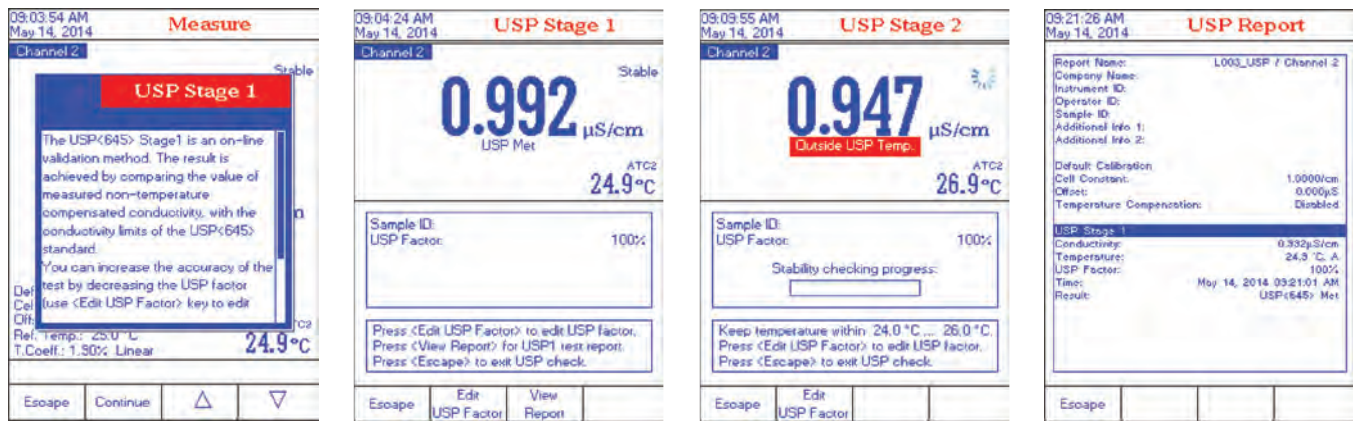 09:03:54 AM
May 14, 2014
Measure
Channel 2
Stable
USP Stage 1
The USP<645> Stage1 is an on-line
validation method. The result is
achieved by comparing the value of
measured non-temperature
compensated conductivity, with the
conductivity limits of the USP<645>
standard.
You can increase the accuracy of the
test by decreasing the USP factor
(use <Edit USP Factor> key to edit
Ref. Temp.: 25.0°C
T.Coeff.: 1.90% Linear
24.9°C
Escape
Continue
09:04:24 AM
May 14, 2014
USP Stage 1
Channel 2
Stable
0.992 µS/cm
USP Met
ATC2
24.9°C
Sample ID:
USP Factor: 100%
Press <Edit USP Factor> to edit USP factor.
Press <View Report> for USP1 test report.
Press <Escape> to exit USP check.
Escape
Edit
USP Factor
View
Report
09:09:55 AM
May 14, 2014
USP Stage 2
Channel 2
0.947 µS/cm
Outside USP Temp.
ATC2
26.9°C
Sample ID:
USP Factor: 100%
Stability checking progress:
Keep temperature within 24.0 °C ... 26.0 °C.
Press <Edit USP Factor> to edit USP factor.
Press <Escape> to exit USP check.
Escape
Edit
USP Factor
09:21:26 AM
May 14, 2014
USP Report
Report Name: L003_USP / Channel 2
Company Name:
Instrument ID:
Operator ID:
Sample ID:
Additional Info 1:
Additional Info 2:
Default Calibration
Cell Constant: 1.0000/cm
Offset: 0.000µS
Temperature Compensation: Disabled
USP Stage 1
Conductivity:
Temperature: 24.9 °C, A
USP Factor: 100%
Time: May 14, 2014 09:21:01 AM
Result: USP<645> Met
Escape